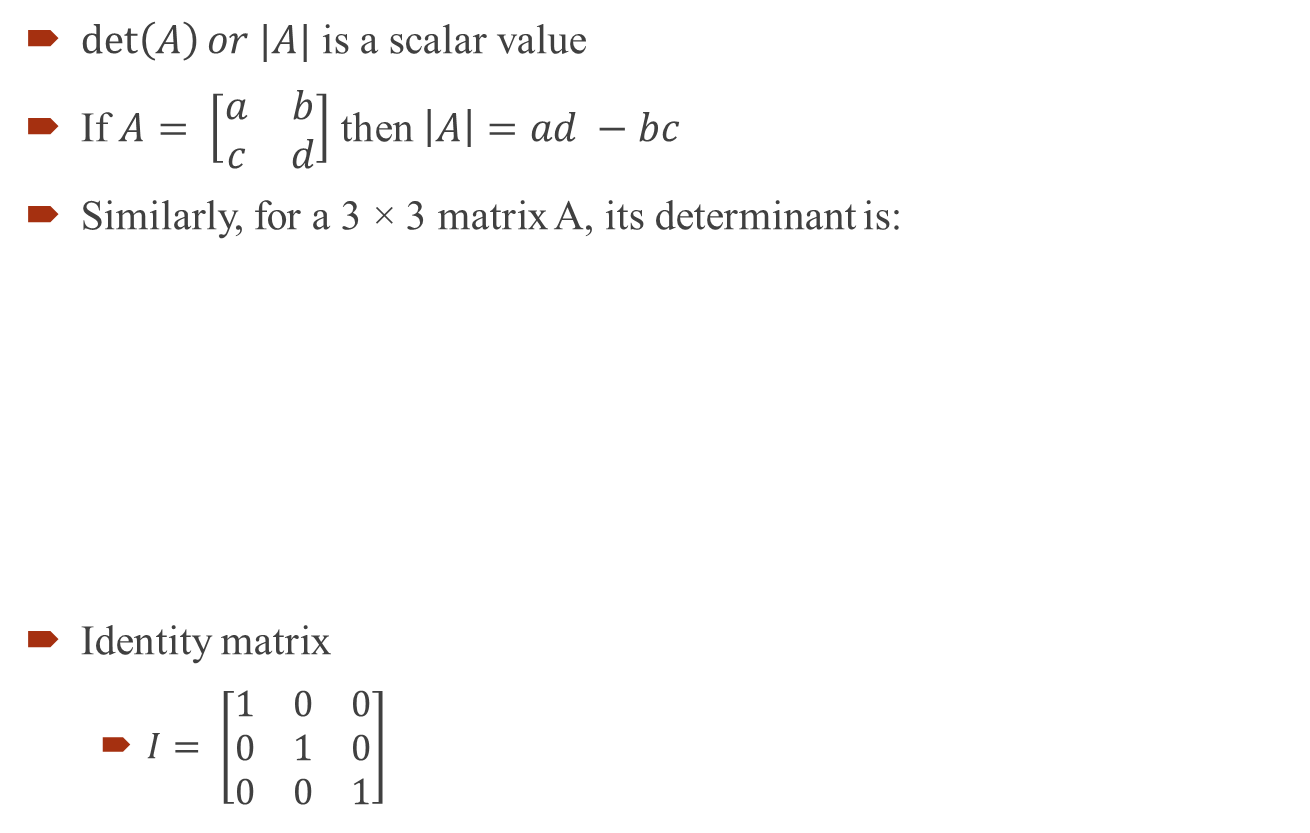 det(𝐴) 𝑜𝑟 |𝐴| is a scalar value
If 𝐴 = [𝑎 𝑏
𝑐 𝑑] then |𝐴| = 𝑎𝑑 − 𝑏𝑐
Similarly, for a 3 × 3 matrix A, its determinant is:
Identity matrix
𝐼 = [1 0 0
0 1 0
0 0 1]